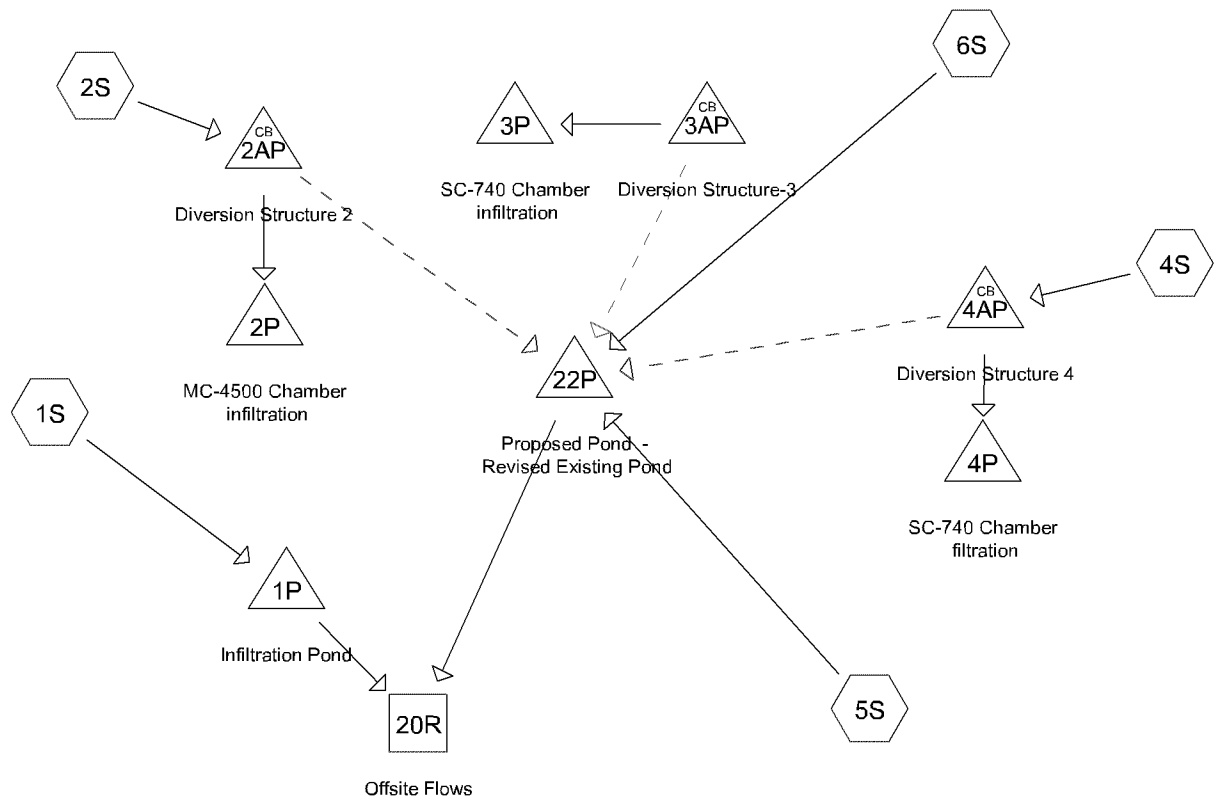 6S
2S
CB
2AP
3P
CB
3AP
SC-740 Chamber
infiltration
Diversion Structure-3
Diversion Structure 2
4S
CB
4AP
2P
22P
Diversion Structure 4
MC-4500 Chamber
infiltration
1S
Proposed Pond -
Revised Existing Pond
4P
SC-740 Chamber
filtration
1P
Infiltration Pond
5S
20R
Offsite Flows